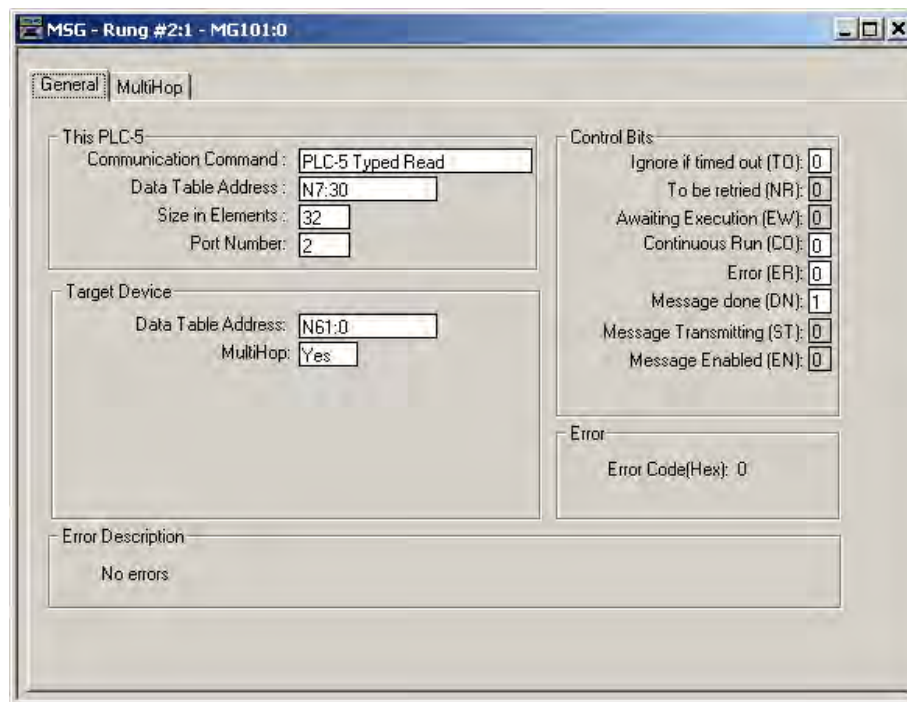 MSG - Rung #2:1 - MG101:0
General MultiHop
This PLC-5
Communication Command : PLC-5 Typed Read
Data Table Address : N7:30
Size in Elements : 32
Port Number: 2
Target Device
Data Table Address: N61:0
MultiHop: Yes
Control Bits
Ignore if timed out (TO): 0
To be retried (NR): 0
Awaiting Execution (EW): 0
Continuous Run (CO): 0
Error (ER): 0
Message done (DN): 1
Message Transmitting (ST): 0
Message Enabled (EN): 0
Error
Error Code(Hex): 0
Error Description
No errors